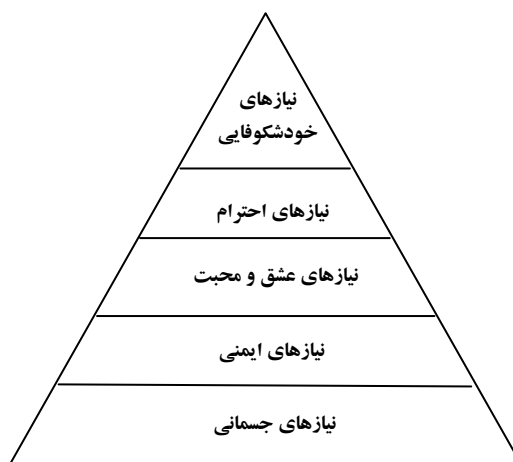 نیازهای
خودشکوفایی
نیازهای احترام
نیازهای عشق و محبت
نیازهای ایمنی
نیازهای جسمانی